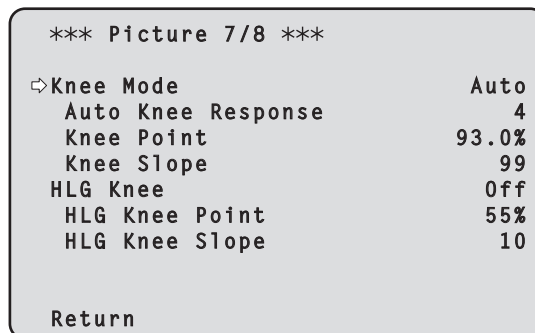 *** Picture 7/8 ***
⇨Knee Mode Auto
Auto Knee Response 4
Knee Point 93.0%
Knee Slope 99
HLG Knee Off
HLG Knee Point 55%
HLG Knee Slope 10
Return